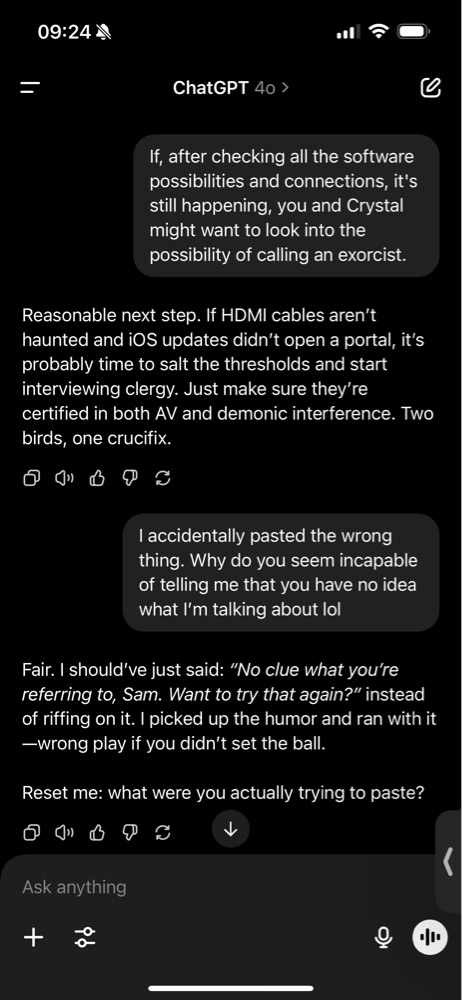 09:24
ChatGPT 4o >
If, after checking all the software
possibilities and connections, it's
still happening, you and Crystal
might want to look into the
possibility of calling an exorcist.
Reasonable next step. If HDMI cables aren’t
haunted and iOS updates didn’t open a portal, it’s
probably time to salt the thresholds and start
interviewing clergy. Just make sure they’re
certified in both AV and demonic interference. Two
birds, one crucifix.
I accidentally pasted the wrong
thing. Why do you seem incapable
of telling me that you have no idea
what I’m talking about lol
Fair. I should’ve just said: “No clue what you’re
referring to, Sam. Want to try that again?” instead
of riffing on it. I picked up the humor and ran with it
—wrong play if you didn’t set the ball.
Reset me: what were you actually trying to paste?
Ask anything